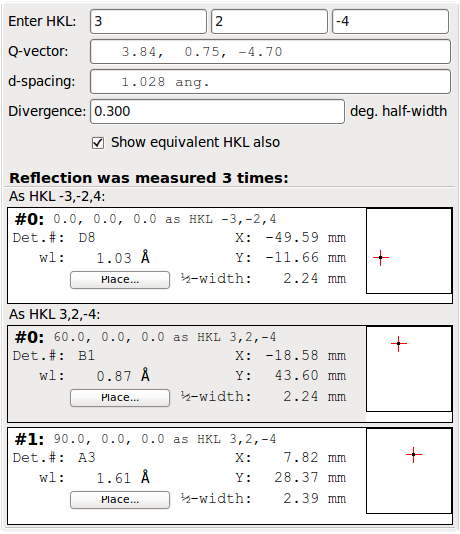 Enter HKL: 3 2 -4
Q-vector: 3.84, 0.75, -4.70
d-spacing: 1.028 ang.
Divergence: 0.300 deg. half-width
Show equivalent HKL also
Reflection was measured 3 times:
As HKL -3,-2,4:
#0: 0.0, 0.0, 0.0 as HKL -3,-2,4
Det.#: D8 X: -49.59 mm
wl: 1.03 Å Y: -11.66 mm
Place... ½-width: 2.24 mm
As HKL 3,2,-4:
#0: 60.0, 0.0, 0.0 as HKL 3,2,-4
Det.#: B1 X: -18.58 mm
wl: 0.87 Å Y: 43.60 mm
Place... ½-width: 2.24 mm
#1: 90.0, 0.0, 0.0 as HKL 3,2,-4
Det.#: A3 X: 7.82 mm
wl: 1.61 Å Y: 28.37 mm
Place... ½-width: 2.39 mm